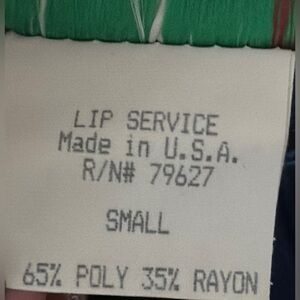 LIP SERVICE
Made in U.S.A.
R/N# 79627
SMALL
65% POLY 35% RAYON